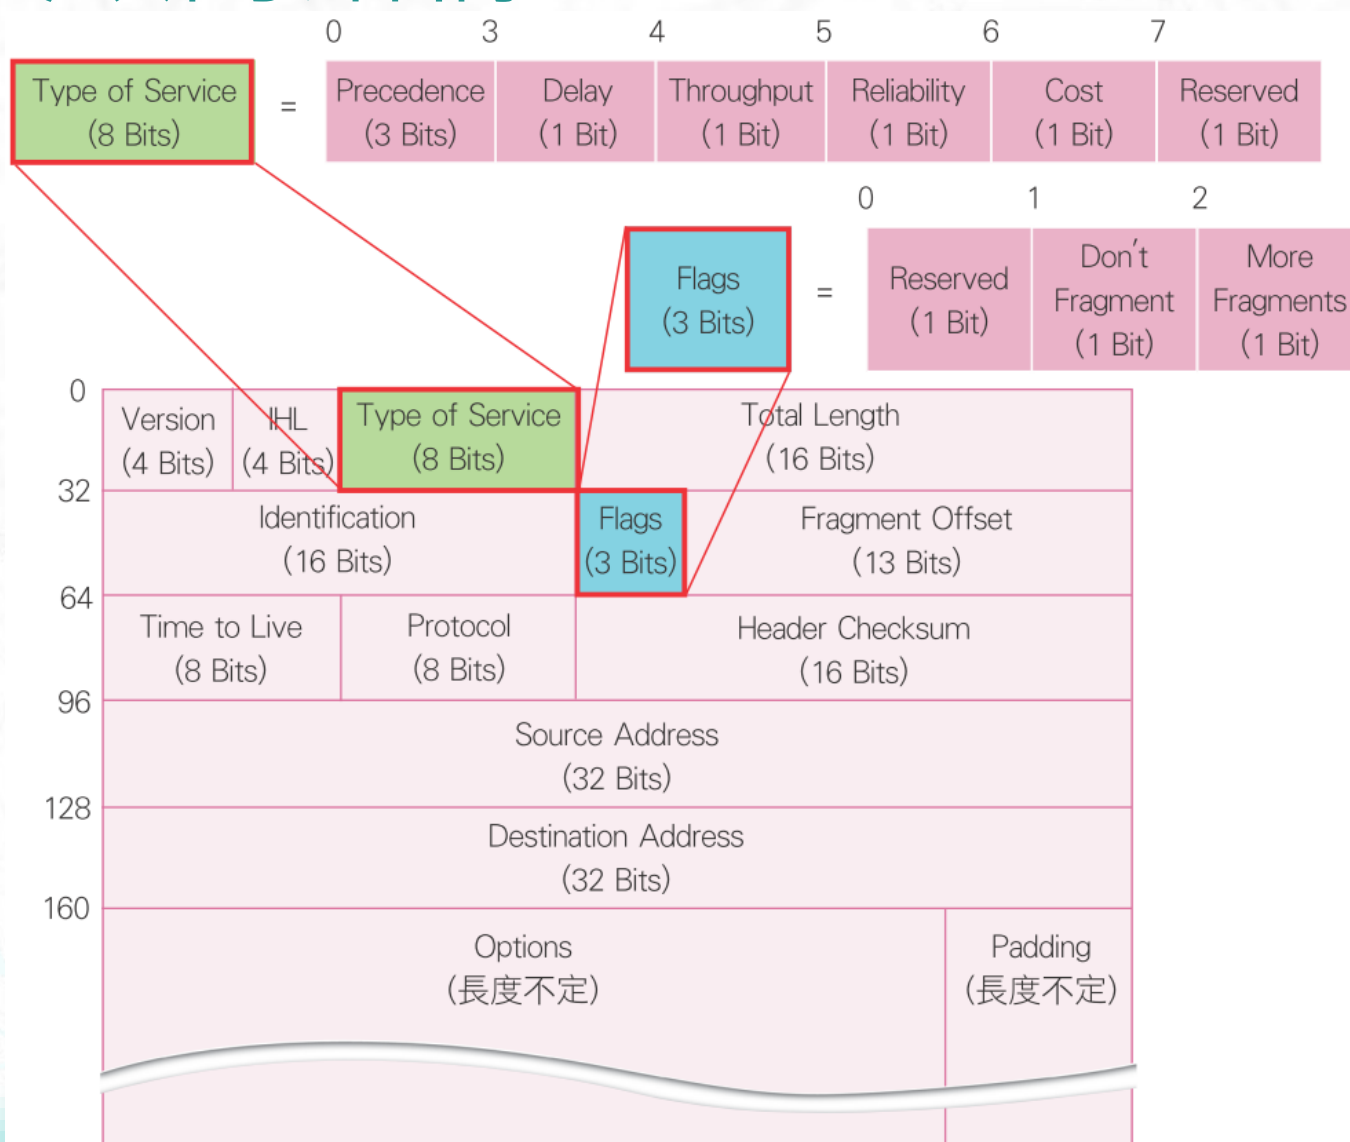 0 3 4 5 6 7
Type of Service
(8 Bits)
=
Precedence
(3 Bits)
Delay
(1 Bit)
Throughput
(1 Bit)
Reliability
(1 Bit)
Cost
(1 Bit)
Reserved
(1 Bit)
0 1 2
Flags
(3 Bits)
=
Reserved
(1 Bit)
Don't
Fragment
(1 Bit)
More
Fragments
(1 Bit)
0
Version
(4 Bits)
IHL
(4 Bits)
Type of Service
(8 Bits)
Total Length
(16 Bits)
32
Identification
(16 Bits)
Flags
(3 Bits)
Fragment Offset
(13 Bits)
64
Time to Live
(8 Bits)
Protocol
(8 Bits)
Header Checksum
(16 Bits)
96
Source Address
(32 Bits)
128
Destination Address
(32 Bits)
160
Options
(長度不定)
Padding
(長度不定)